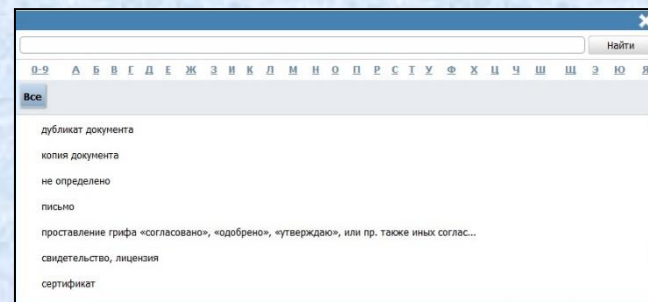 Найти
0-9 А Б В Г Д Е Ж З И К Л М Н О П Р С Т У Ф Х Ц Ч Ш Щ Э Ю Я
Все
дубликат документа
копия документа
не определено
письмо
проставление грифа «согласовано», «одобрено», «утверждаю», или пр. также иных соглас...
свидетельство, лицензия
сертификат